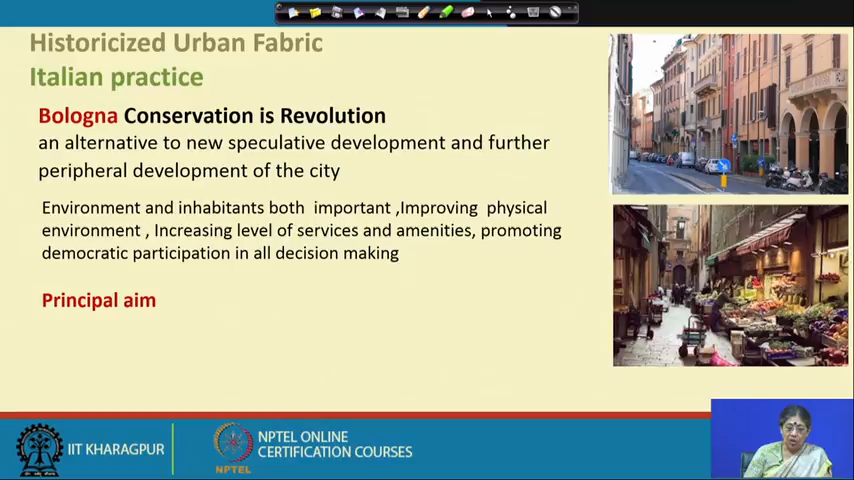 Historicized Urban Fabric
Italian practice
Bologna Conservation is Revolution
an alternative to new speculative development and further
peripheral development of the city
Environment and inhabitants both important ,Improving physical
environment , Increasing level of services and amenities, promoting
democratic participation in all decision making
Principal aim
IIT KHARAGPUR
NPTEL
NPTEL ONLINE
CERTIFICATION COURSES